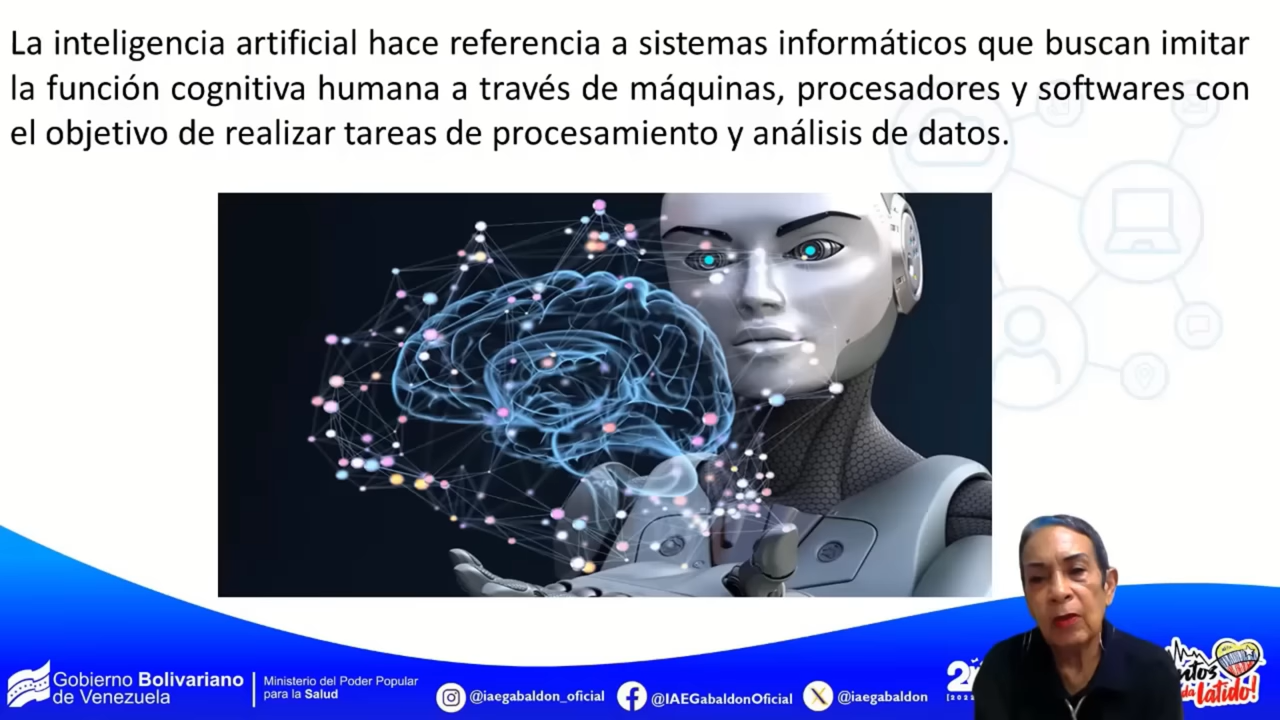 La inteligencia artificial hace referencia a sistemas informáticos que buscan imitar
la función cognitiva humana a través de máquinas, procesadores y softwares con
el objetivo de realizar tareas de procesamiento y análisis de datos.
Gobierno Bolivariano
de Venezuela
Ministerio del Poder Popular
para la Salud
@iaegabaldon_oficial
@IAEGabaldonOficial
@iaegabaldon
latido!